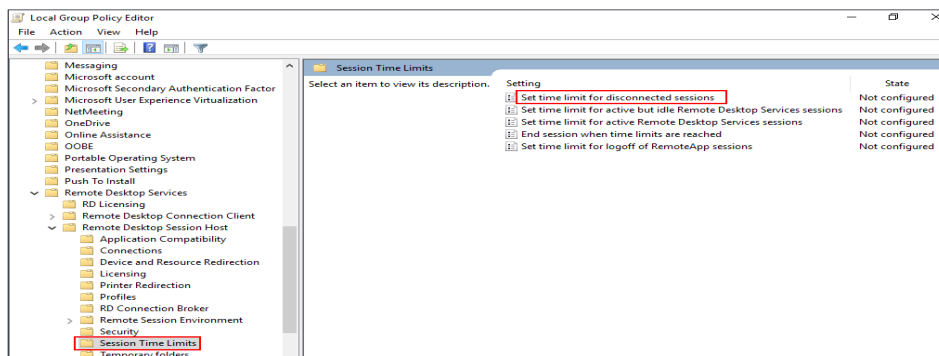 Local Group Policy Editor
File Action View Help
Messaging
Microsoft account
Microsoft Secondary Authentication Factor
Microsoft User Experience Virtualization
NetMeeting
OneDrive
Online Assistance
OOBE
Portable Operating System
Presentation Settings
Push To Install
Remote Desktop Services
RD Licensing
Remote Desktop Connection Client
Remote Desktop Session Host
Application Compatibility
Connections
Device and Resource Redirection
Licensing
Printer Redirection
Profiles
RD Connection Broker
Remote Session Environment
Security
Session Time Limits
Temporary folders
Session Time Limits
Select an item to view its description.
Setting State
Set time limit for disconnected sessions Not configured
Set time limit for active but idle Remote Desktop Services sessions Not configured
Set time limit for active Remote Desktop Services sessions Not configured
End session when time limits are reached Not configured
Set time limit for logoff of RemoteApp sessions Not configured